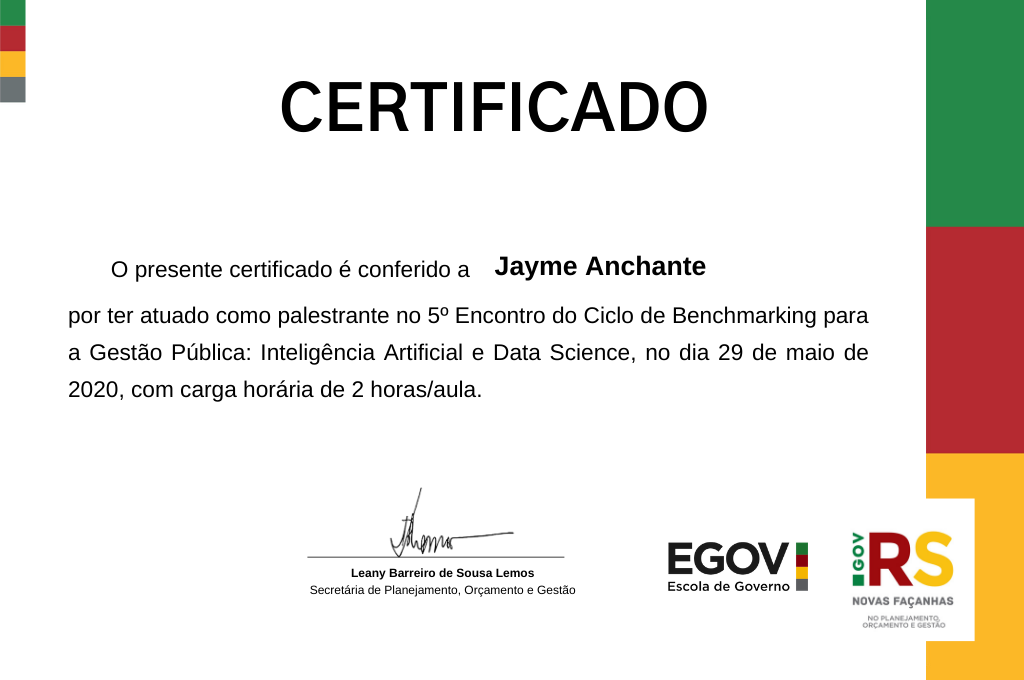 CERTIFICADO
O presente certificado é conferido a Jayme Anchante
por ter atuado como palestrante no 5º Encontro do Ciclo de Benchmarking para
a Gestão Pública: Inteligência Artificial e Data Science, no dia 29 de maio de
2020, com carga horária de 2 horas/aula.
Leany Barreiro de Sousa Lemos
Secretária de Planejamento, Orçamento e Gestão
EGOV
Escola de Governo
GOV RS
NOVAS FAÇANHAS
NO PLANEJAMENTO,
ORÇAMENTO E GESTÃO